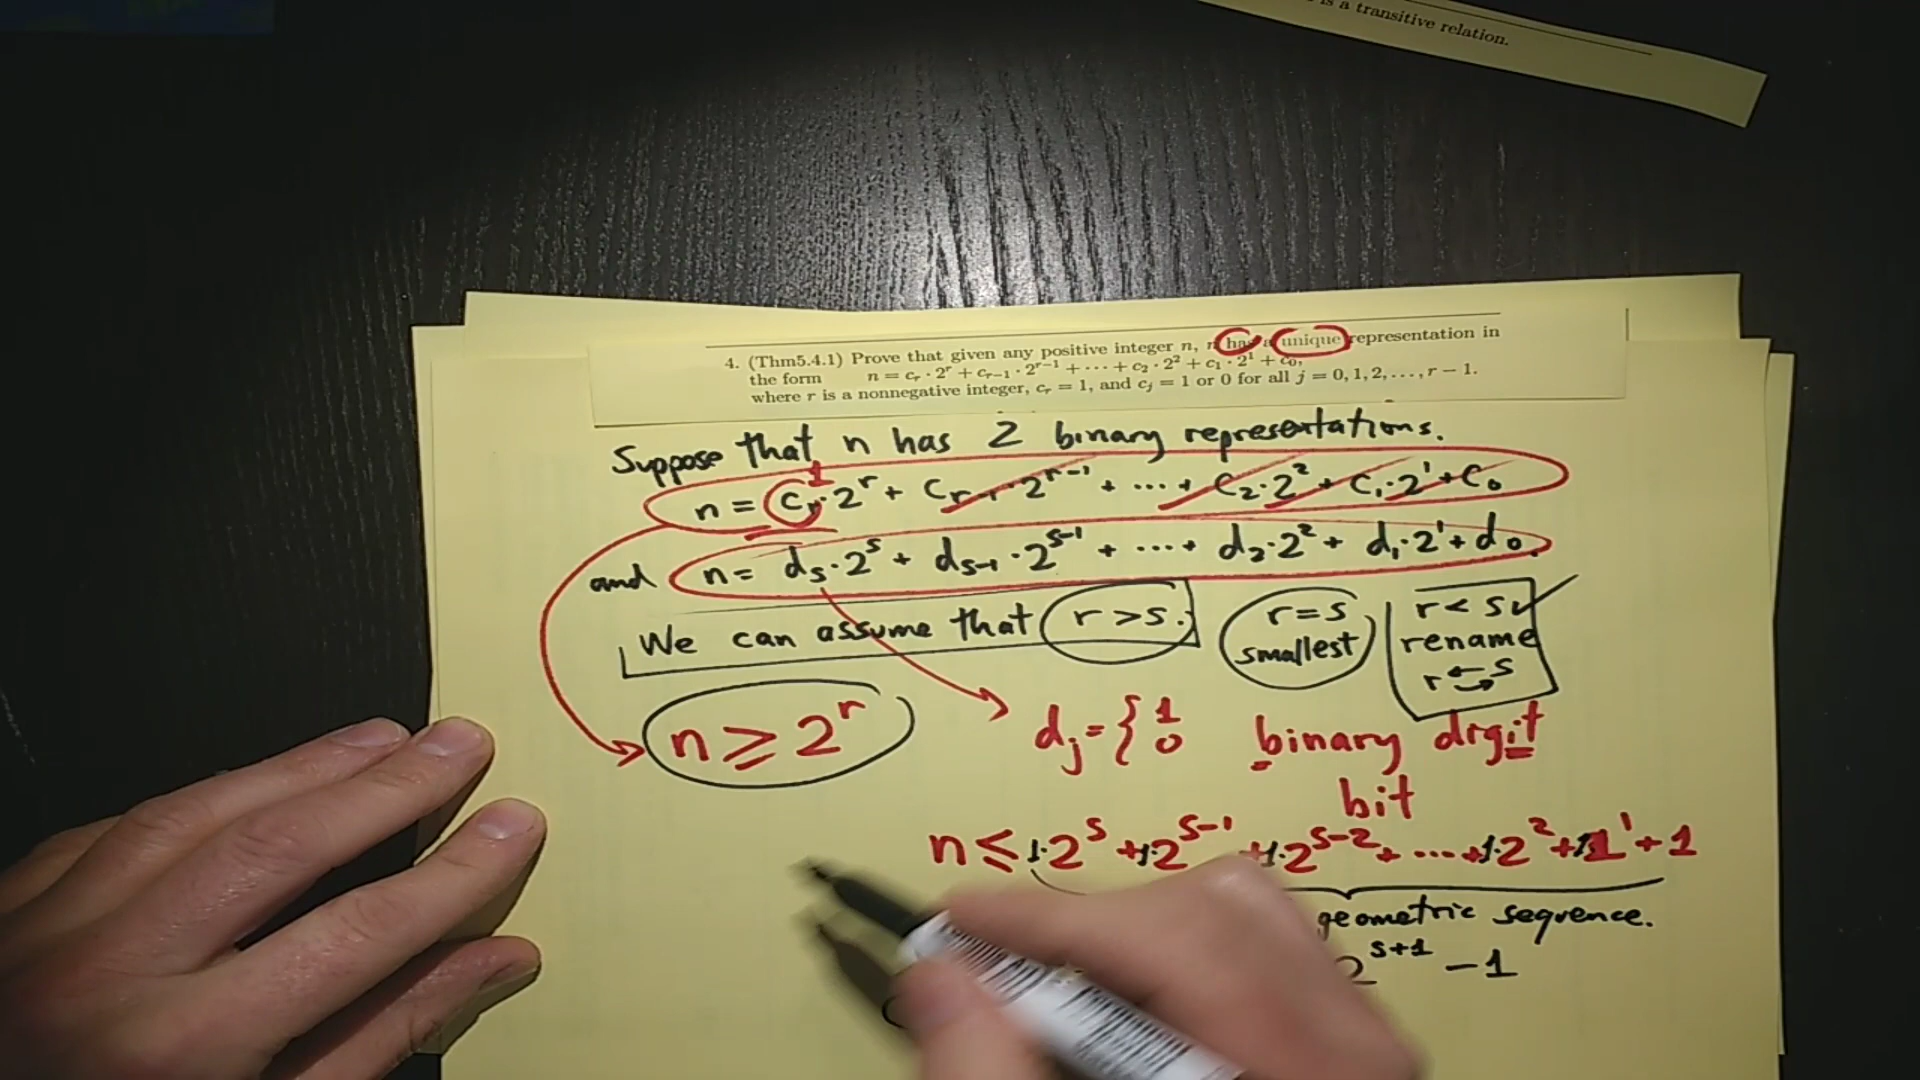 is a transitive relation.
4. (Thm5.4.1) Prove that given any positive integer n, n has a unique representation in
the form n = c_r · 2^r + c_{r−1} · 2^{r−1} + ··· + c_2 · 2^2 + c_1 · 2^1 + c_0,
where r is a nonnegative integer, c_r = 1, and c_j = 1 or 0 for all j = 0, 1, 2, ..., r − 1.
Suppose that n has 2 binary representations.
1
n = c_r · 2^r + c_{r-1} · 2^{r-1} + ... + c_2 · 2^2 + c_1 · 2^1 + c_0
and n = d_s · 2^s + d_{s-1} · 2^{s-1} + ... + d_2 · 2^2 + d_1 · 2^1 + d_0.
We can assume that r > s. r = s smallest r < s rename r s
n ≥ 2^r d_j = { 1 0 binary digit
bit
n ≤ 1·2^s + 1·2^{s-1} + 1·2^{s-2} + ... + 1·2^2 + + 1
geometric sequence.
2^{s+1} - 1